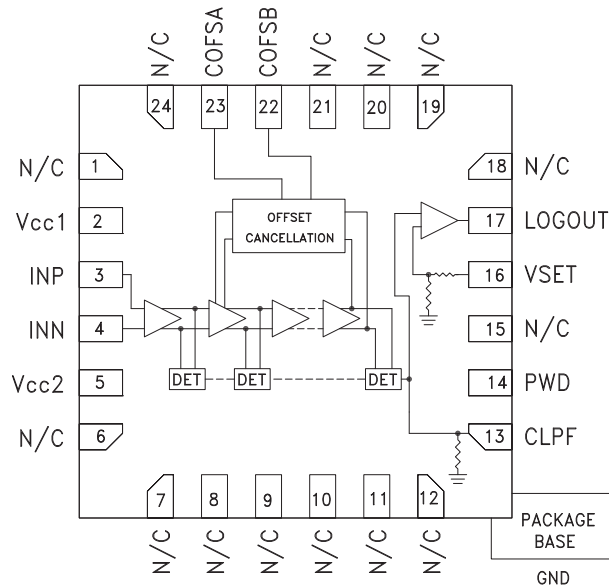 N/C
COFSA
COFSB
N/C
N/C
N/C
24
23
22
21
20
19
N/C
1
18
N/C
Vcc1
2
OFFSET
CANCELLATION
17
LOGOUT
INP
3
16
VSET
INN
4
15
N/C
Vcc2
5
DET
DET
DET
14
PWD
N/C
6
13
CLPF
7
8
9
10
11
12
N/C
N/C
N/C
N/C
N/C
N/C
PACKAGE
BASE
GND